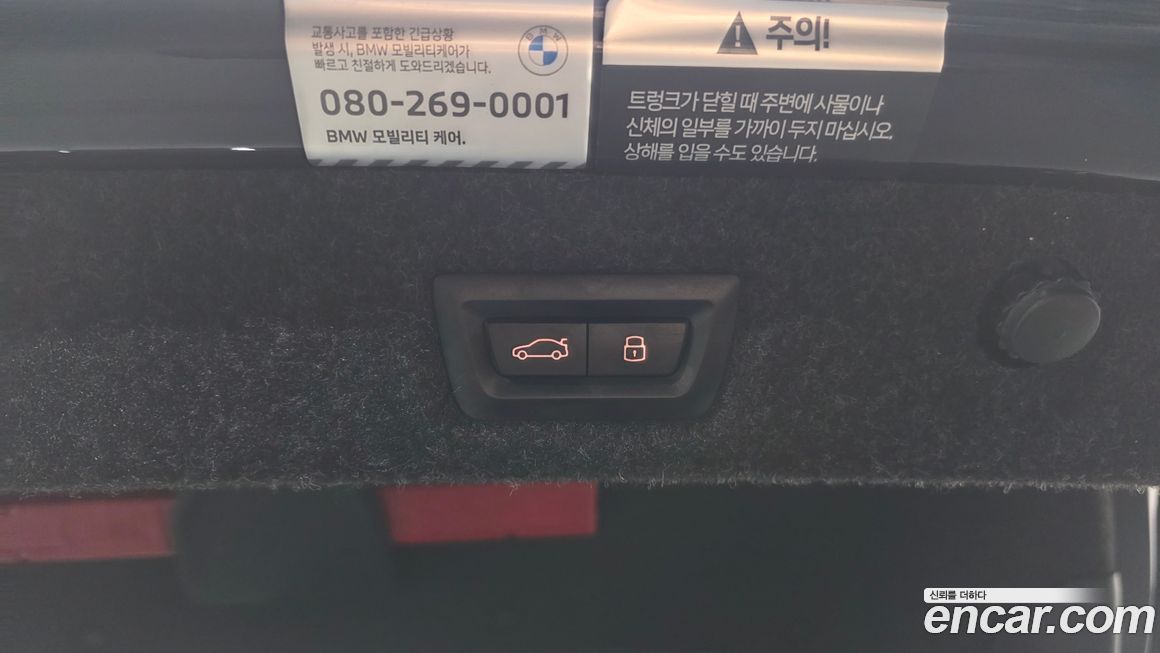 교통사고를 포함한 긴급상황
발생 시, BMW 모빌리티케어가
빠르고 친절하게 도와드리겠습니다.
BMW
080-269-0001
BMW 모빌리티 케어.
주의!
트렁크가 닫힐 때 주변에 사물이나
신체의 일부를 가까이 두지 마십시오.
상해를 입을 수도 있습니다.
신뢰를 더하다
encar.com